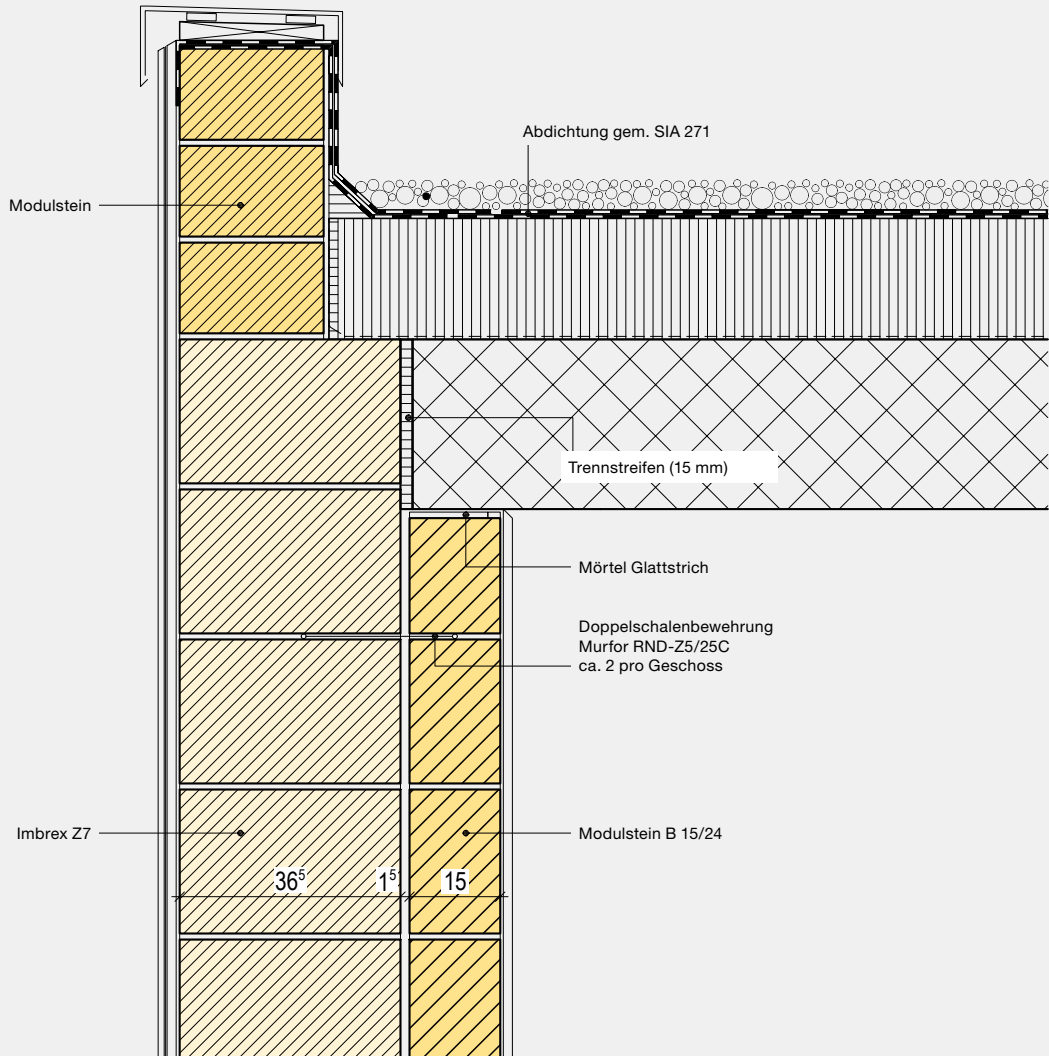 Abdichtung gem. SIA 271
Modulstein
Trennstreifen (15 mm)
Mörtel Glattstrich
Doppelschalenbewehrung
Murfor RND-Z5/25C
ca. 2 pro Geschoss
Imbrex Z7
Modulstein B 15/24
36⁵ 1⁵ 15